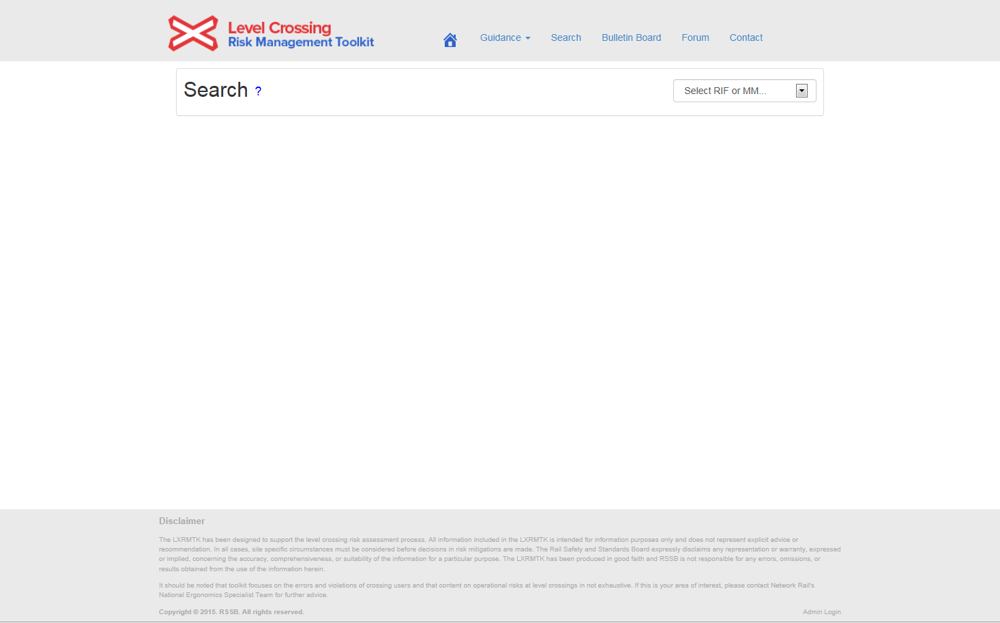 Level Crossing
Risk Management Toolkit
Guidance
Search
Bulletin Board
Forum
Contact
Search ?
Select RIF or MM...
Disclaimer
The LXRMTK has been designed to support the level crossing risk assessment process. All information included in the LXRMTK is intended for information purposes only and does not represent explicit advice or
recommendation. In all cases, site specific circumstances must be considered before decisions in risk mitigations are made. The Rail Safety and Standards Board expressly disclaims any representation or warranty, expressed
or implied, concerning the accuracy, comprehensiveness, or suitability of the information for a particular purpose. The LXRMTK has been produced in good faith and RSSB is not responsible for any errors, omissions, or
results obtained from the use of the information herein.
It should be noted that toolkit focuses on the errors and violations of crossing users and that content on operational risks at level crossings in not exhaustive. If this is your area of interest, please contact Network Rail's
National Ergonomics Specialist Team for further advice.
Copyright © 2015. RSSB. All rights reserved.
Admin Login